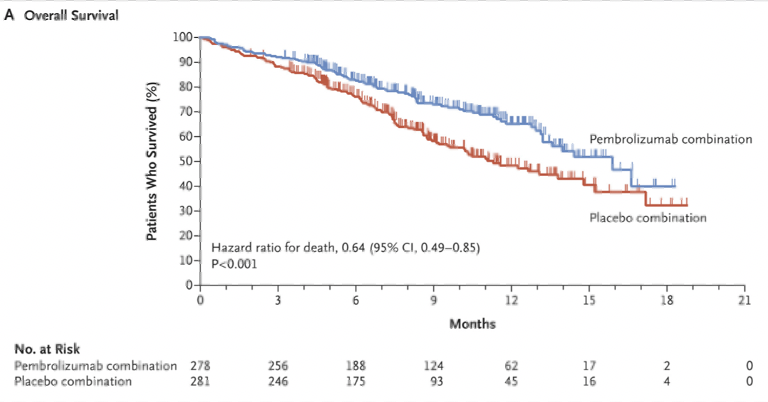 A Overall Survival
100
90
80
70
60
50
40
30
20
10
0
Patients Who Survived (%)
Pembrolizumab combination
Placebo combination
Hazard ratio for death, 0.64 (95% CI, 0.49–0.85)
P<0.001
0 3 6 9 12 15 18 21
Months
No. at Risk
Pembrolizumab combination 278 256 188 124 62 17 2 0
Placebo combination 281 246 175 93 45 16 4 0